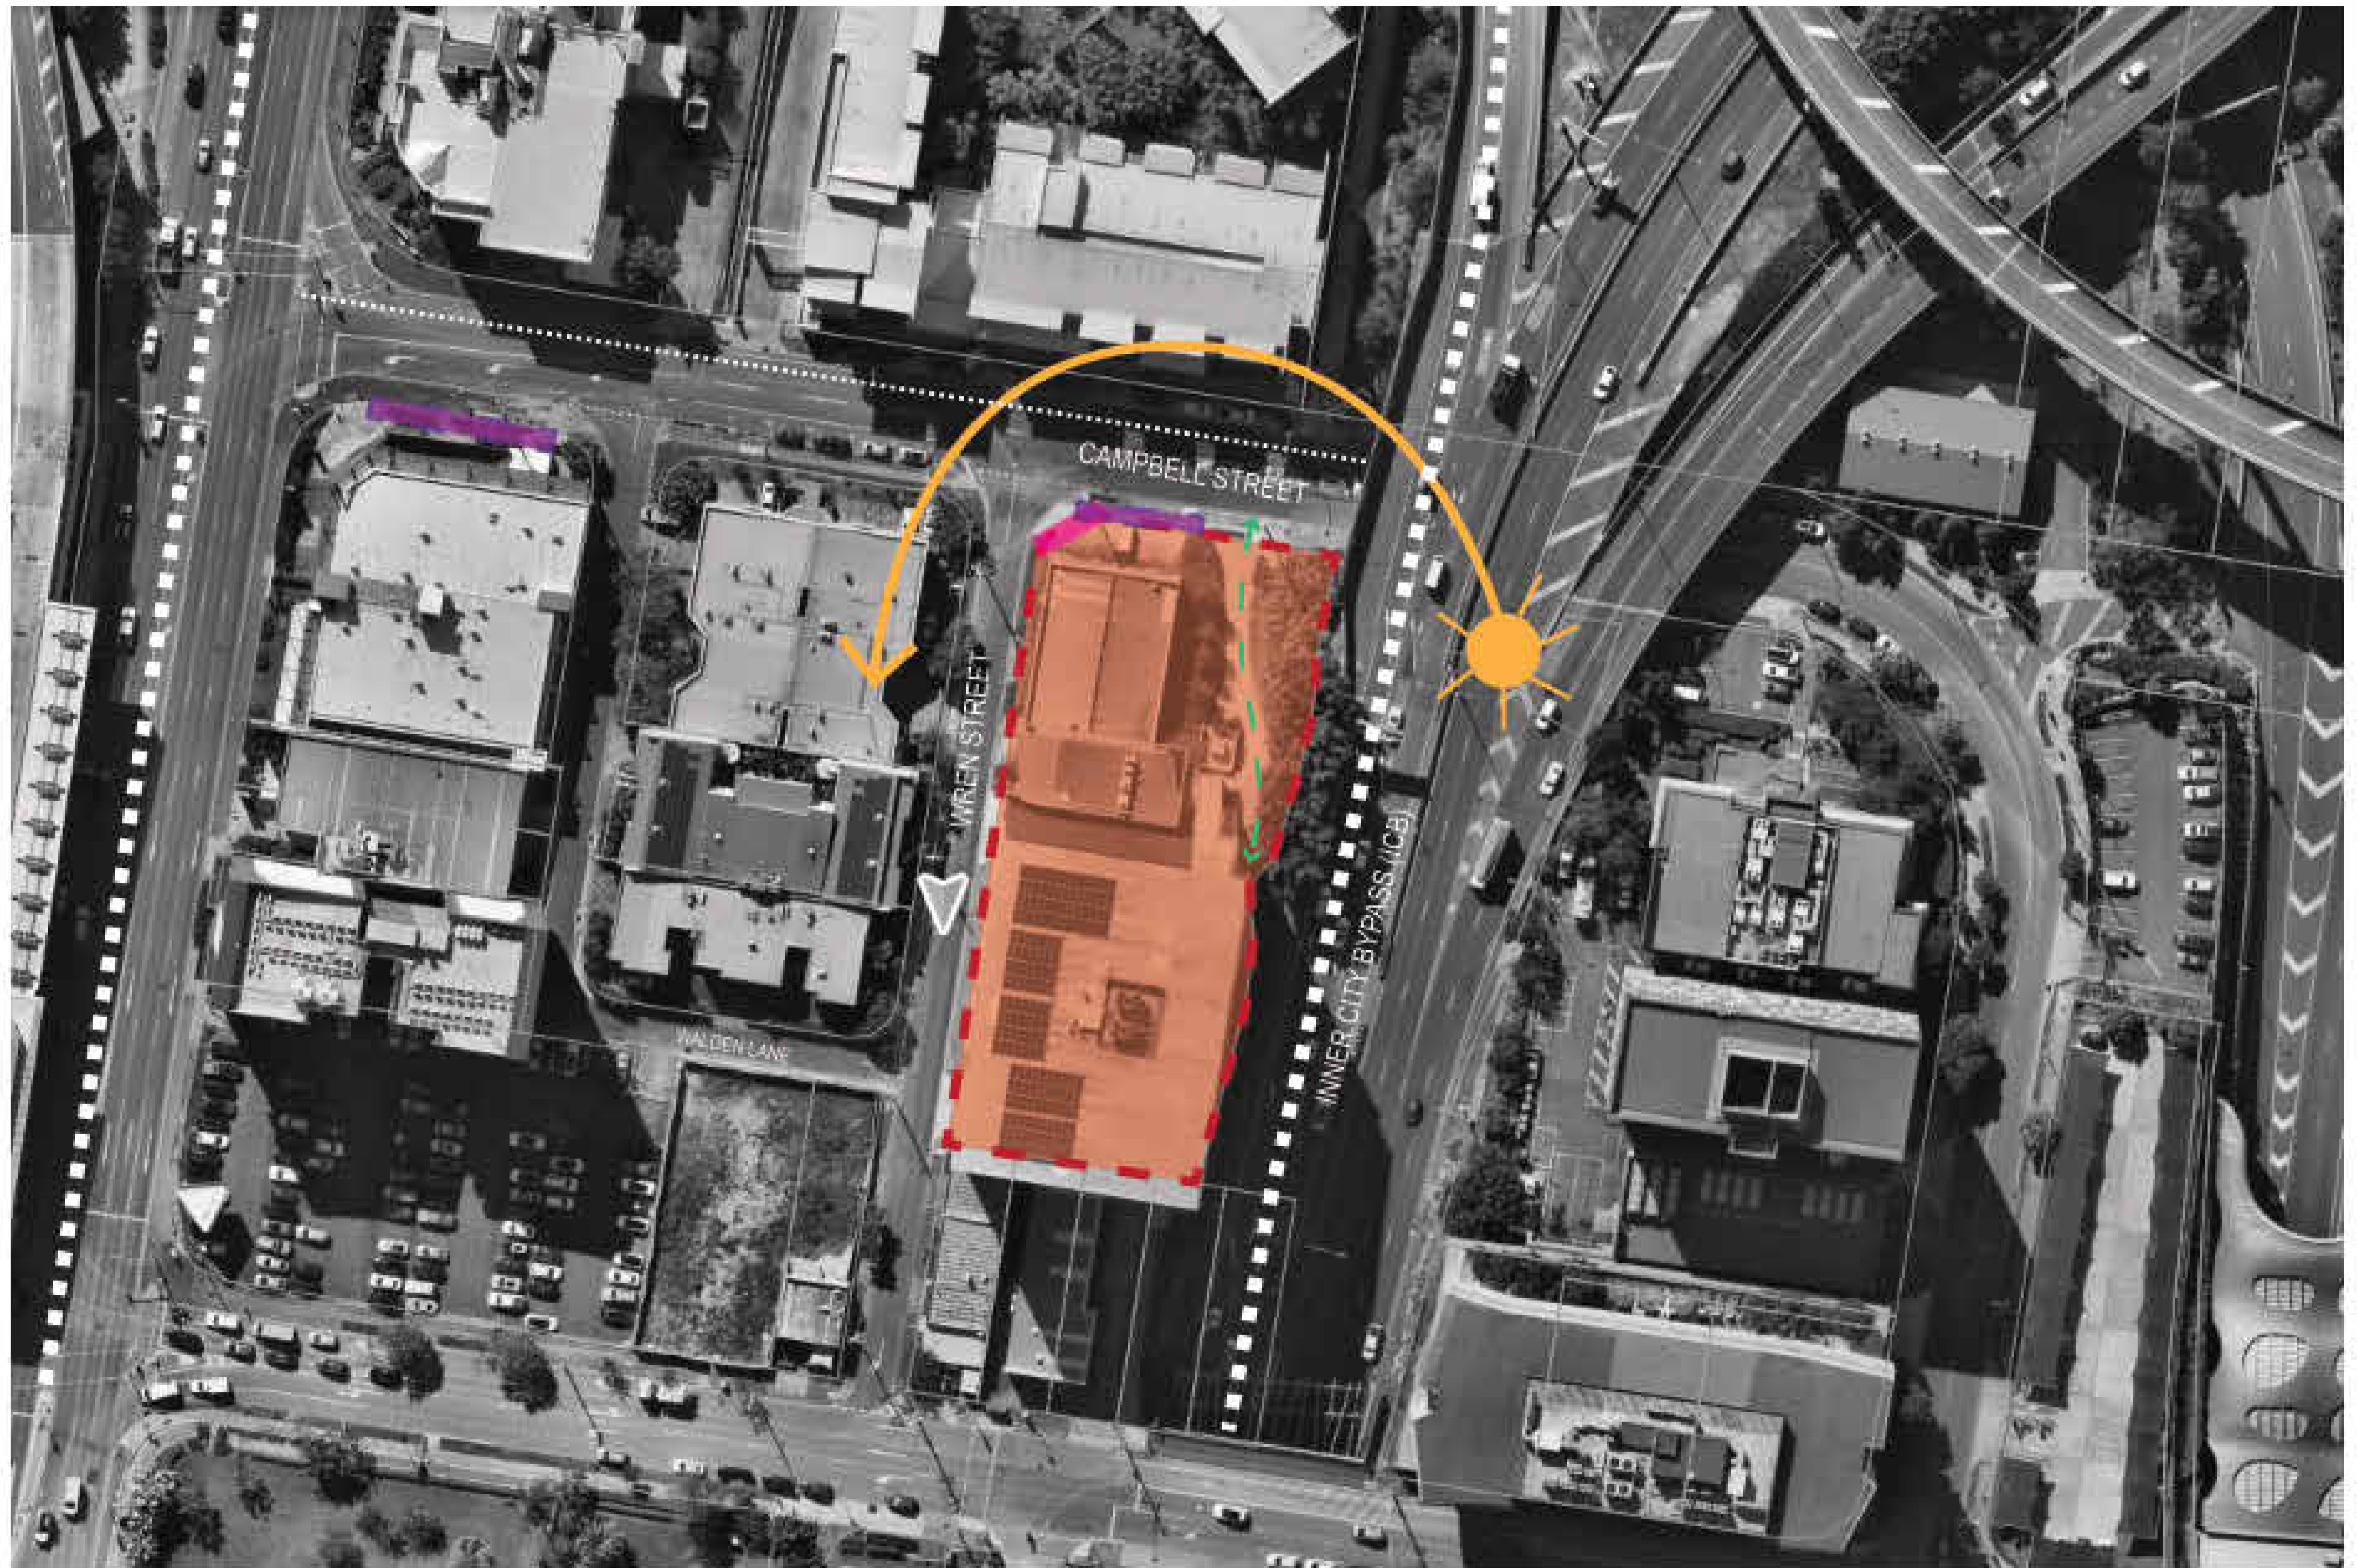 CAMPBELL STREET
WREN STREET
INNER CITY BYPASS (ICB)
WALDEN LANE